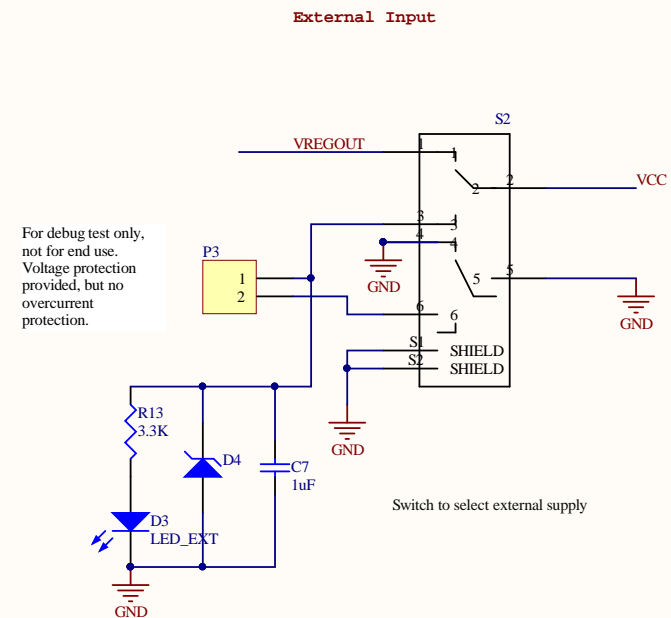 External Input
S2
VREGOUT
1
1
2
2
VCC
3
3
4
4
GND
5
5
GND
6
6
S1
SHIELD
S2
SHIELD
GND
For debug test only,
not for end use.
Voltage protection
provided, but no
overcurrent
protection.
P3
1
2
R13
3.3K
D4
C7
1uF
D3
LED_EXT
GND
Switch to select external supply